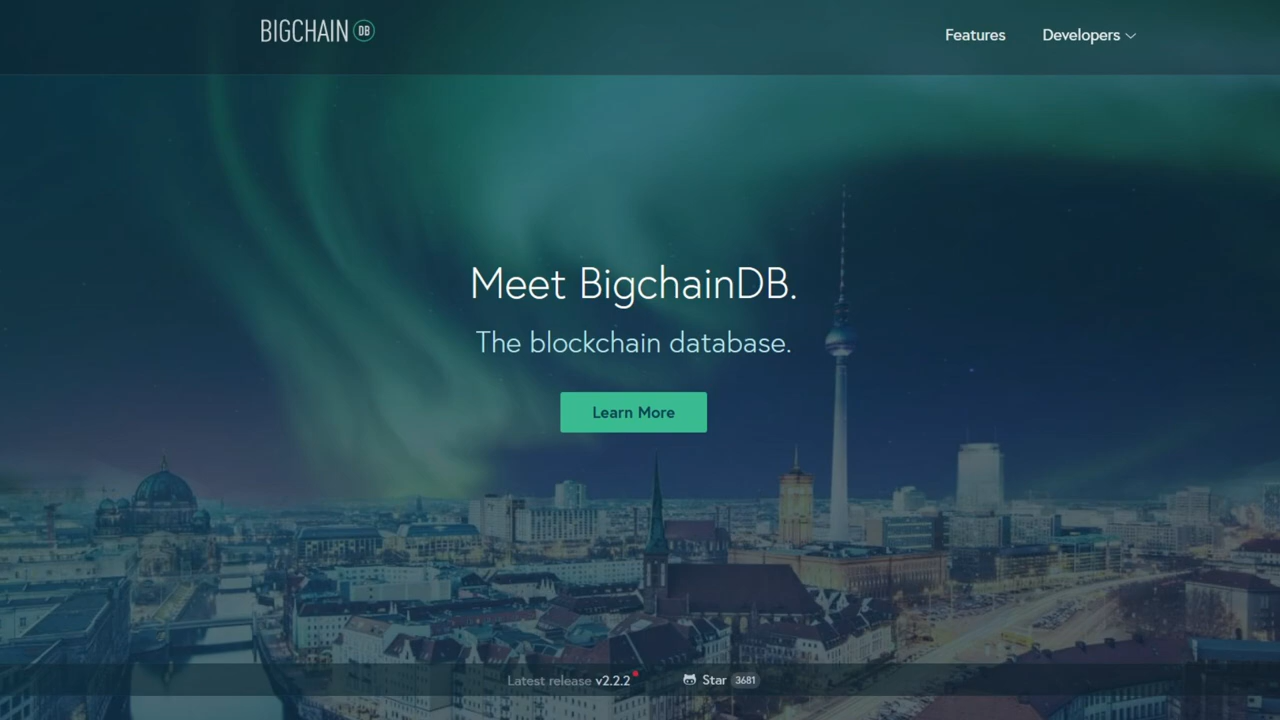 BIGCHAIN DB
Features
Developers
Meet BigchainDB.
The blockchain database.
Learn More
Latest release v2.2.2
Star 3681